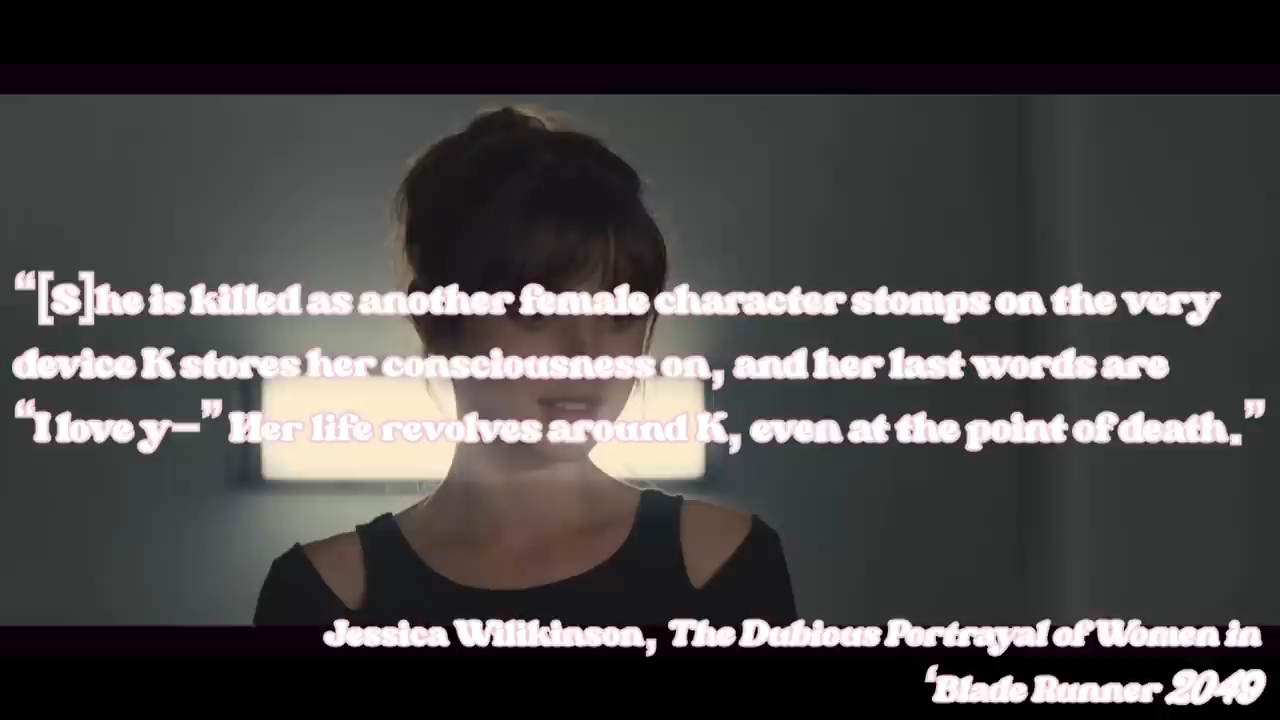 “[S]he is killed as another female character stomps on the very
device K stores her consciousness on, and her last words are
“I love y—” Her life revolves around K, even at the point of death.”
Jessica Wilikinson, The Dubious Portrayal of Women in
‘Blade Runner 2049